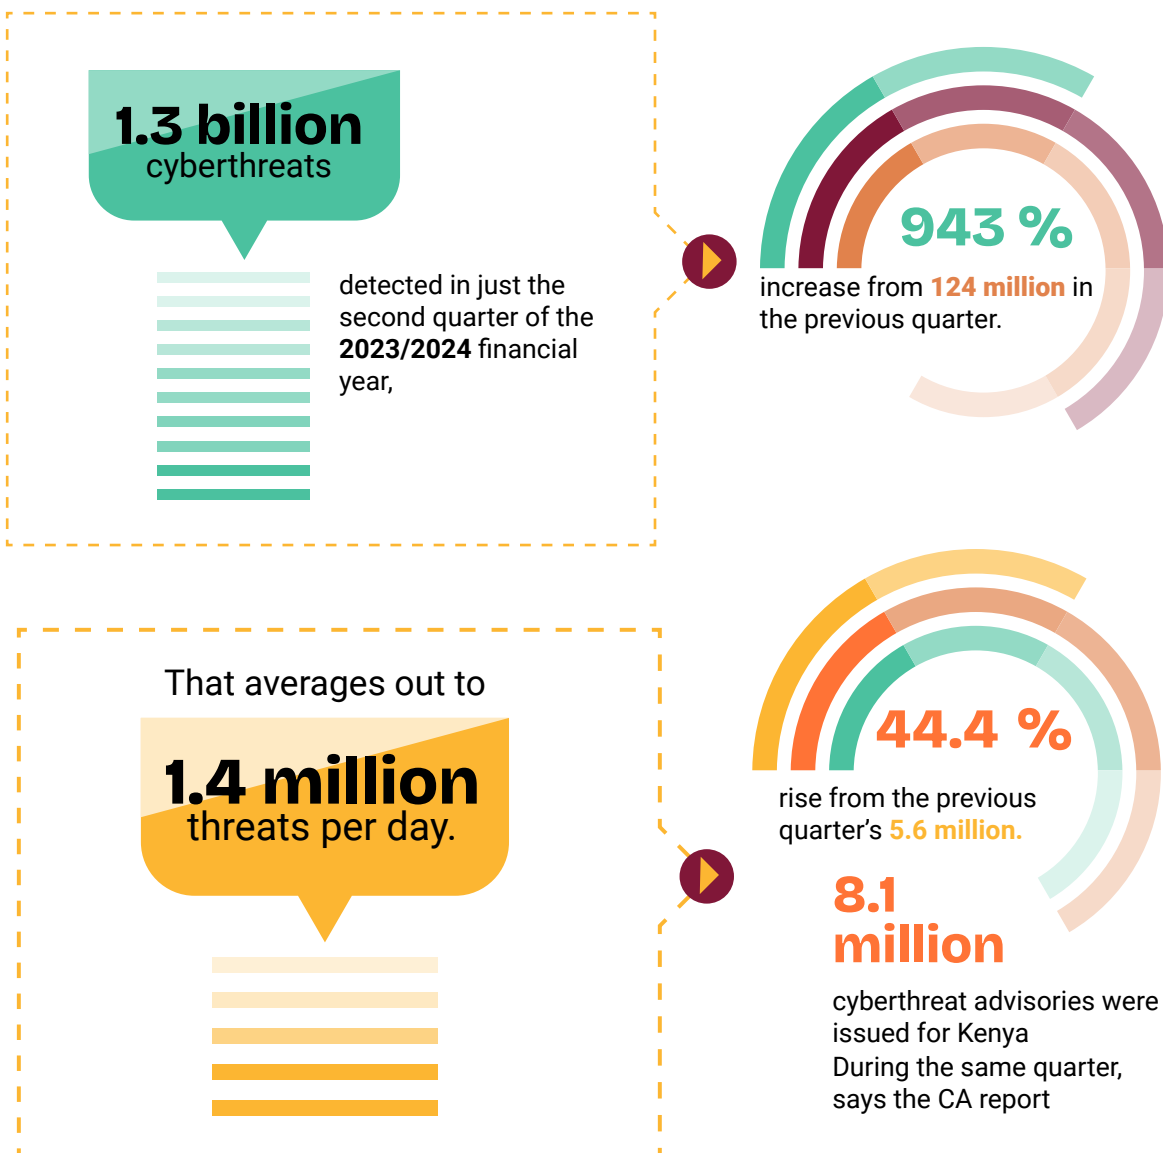 1.3 billion
cyberthreats
detected in just the
second quarter of the
2023/2024 financial
year,
943 %
increase from 124 million in
the previous quarter.
That averages out to
1.4 million
threats per day.
44.4 %
rise from the previous
quarter's 5.6 million.
8.1
million
cyberthreat advisories were
issued for Kenya
During the same quarter,
says the CA report